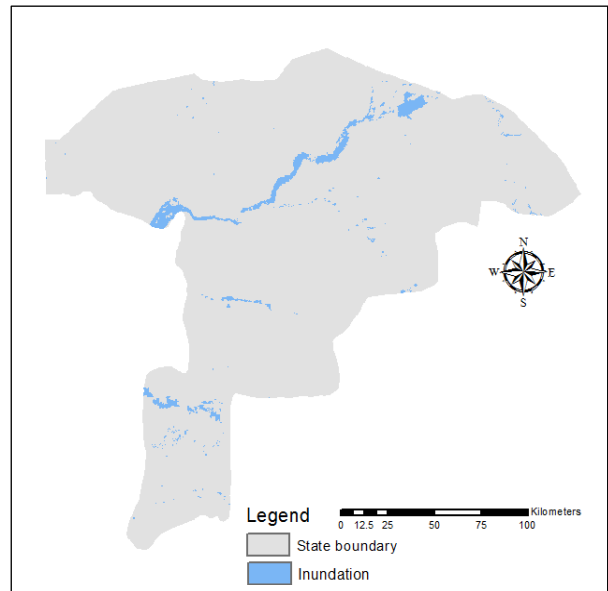 N
W E
S
Legend
Kilometers
0 12.5 25 50 75 100
State boundary
Inundation